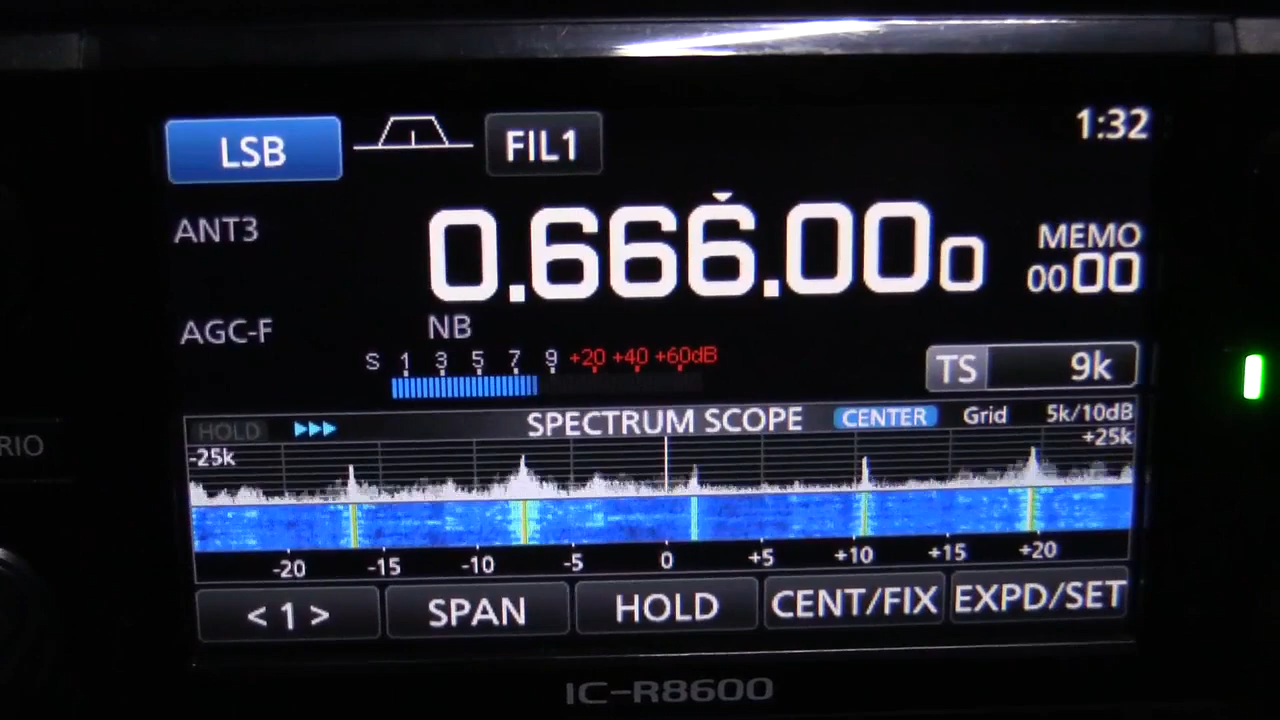 LSB FIL1 1:32
ANT3 0.666.000 MEMO
0000
AGC-F NB
S 1 3 5 7 9 +20 +40 +60dB
TS 9k
HOLD SPECTRUM SCOPE CENTER Grid 5k/10dB
-25k +25k
RIO
-20 -15 -10 -5 0 +5 +10 +15 +20
< 1 > SPAN HOLD CENT/FIX EXPD/SET
IC-R8600